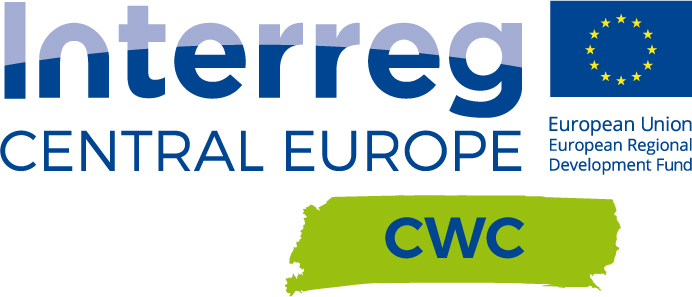 Interreg
CENTRAL EUROPE
European Union
European Regional
Development Fund
CWC